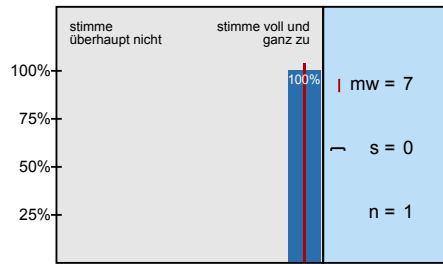 stimme
überhaupt nicht
stimme voll und
ganz zu
100%
75%
50%
25%
100%
mw = 7
s = 0
n = 1